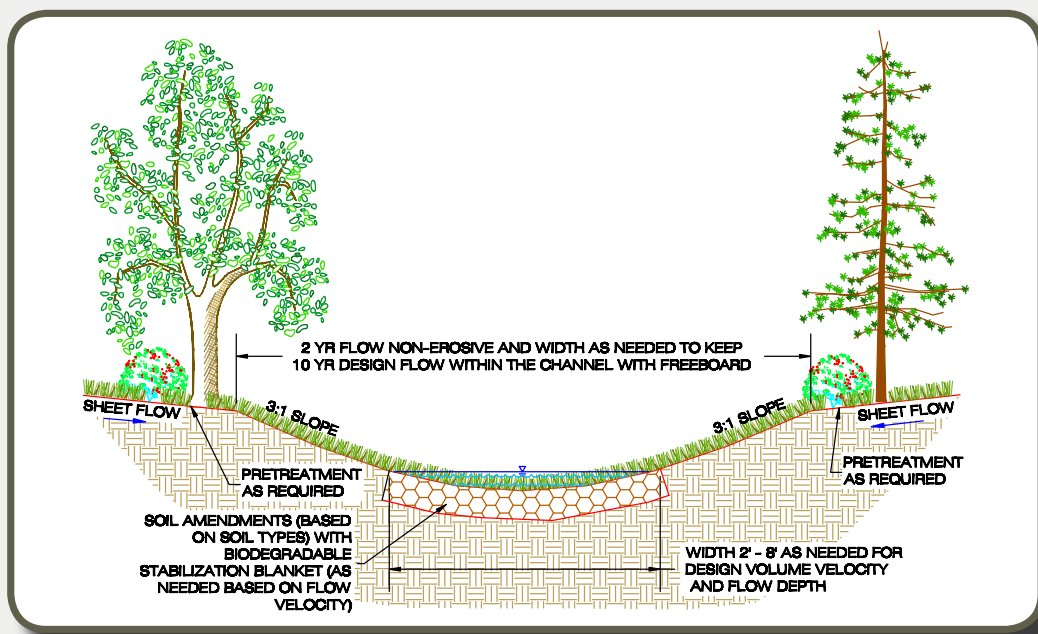 2 YR FLOW NON-EROSIVE AND WIDTH AS NEEDED TO KEEP
10 YR DESIGN FLOW WITHIN THE CHANNEL WITH FREEBOARD
SHEET FLOW
3:1 SLOPE
3:1 SLOPE
SHEET FLOW
PRETREATMENT
AS REQUIRED
PRETREATMENT
AS REQUIRED
SOIL AMENDMENTS (BASED
ON SOIL TYPES) WITH
BIODEGRADABLE
STABILIZATION BLANKET (AS
NEEDED BASED ON FLOW
VELOCITY)
WIDTH 2' - 8' AS NEEDED FOR
DESIGN VOLUME VELOCITY
AND FLOW DEPTH